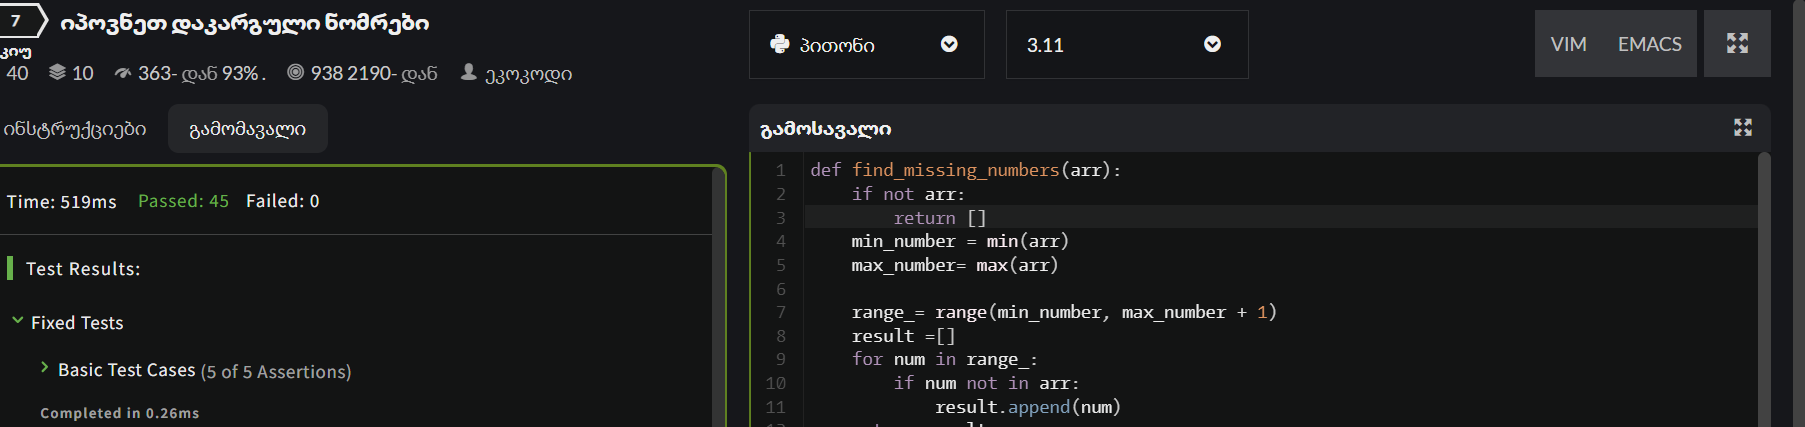 7 იპოვნეთ დაკარგული ნომრები
კიუ
40 10 363- დან 93% . 938 2190- დან ეკოკოდი
პითონი 3.11 VIM EMACS
ინსტრუქციები გამომავალი
Time: 519ms Passed: 45 Failed: 0
Test Results:
Fixed Tests
Basic Test Cases (5 of 5 Assertions)
Completed in 0.26ms
გამოსავალი
1 def find_missing_numbers(arr):
2 if not arr:
3 return []
4 min_number = min(arr)
5 max_number= max(arr)
6
7 range_= range(min_number, max_number + 1)
8 result =[]
9 for num in range_:
10 if num not in arr:
11 result.append(num)